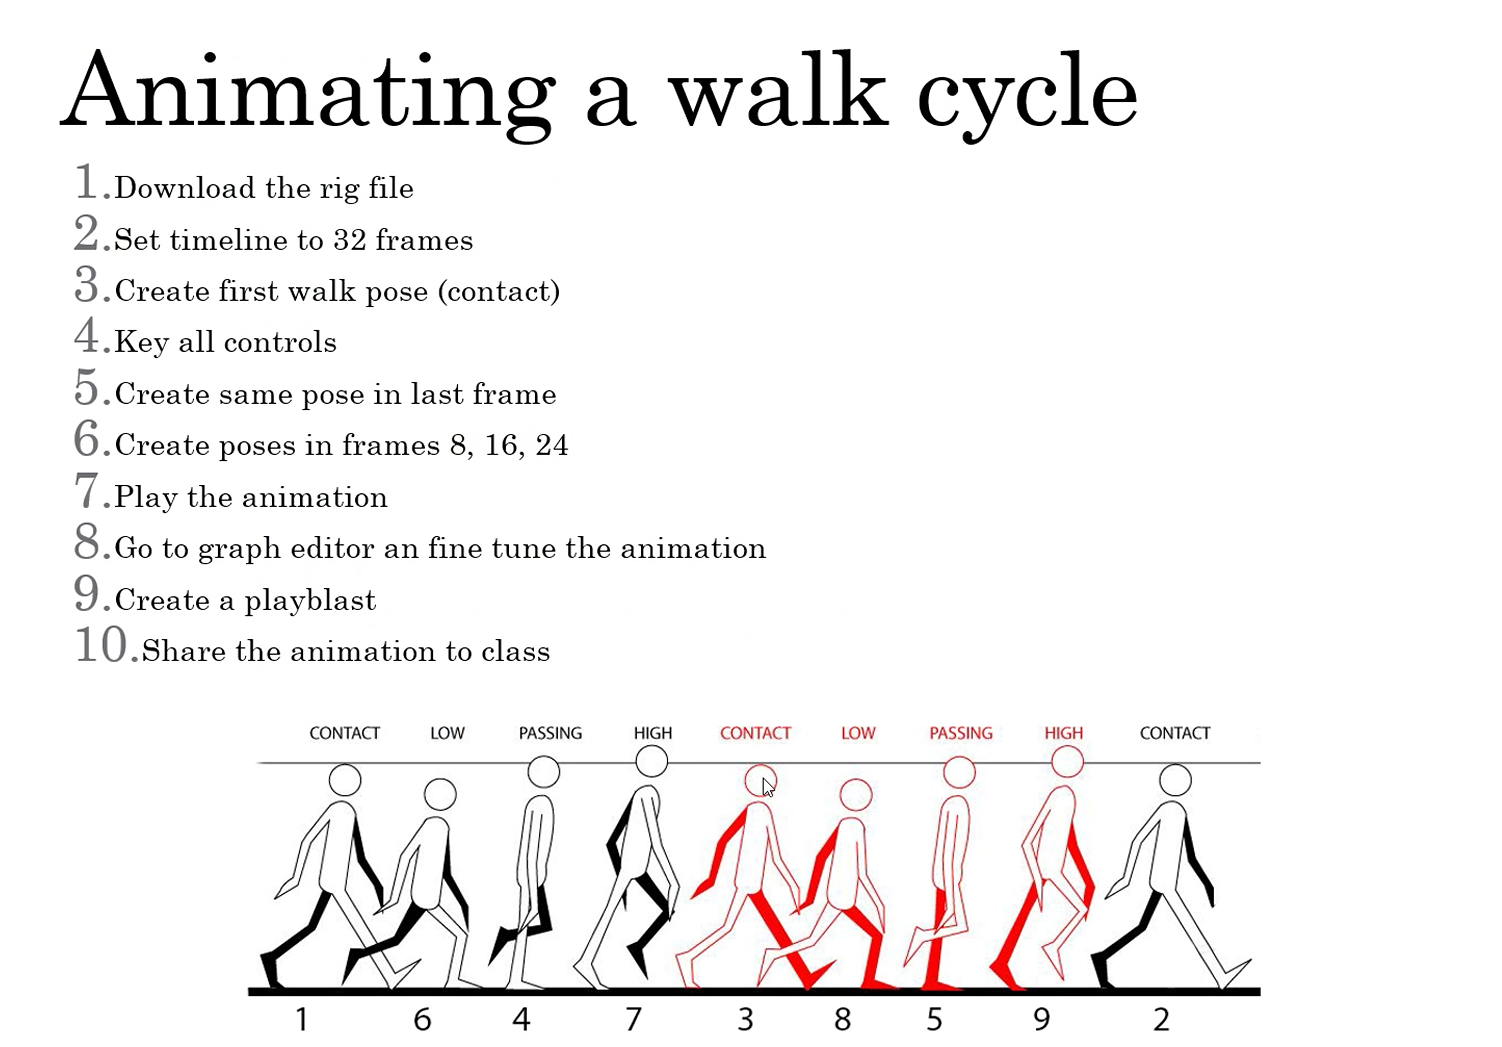 Animating a walk cycle
1.Download the rig file
2.Set timeline to 32 frames
3.Create first walk pose (contact)
4.Key all controls
5.Create same pose in last frame
6.Create poses in frames 8, 16, 24
7.Play the animation
8.Go to graph editor an fine tune the animation
9.Create a playblast
10.Share the animation to class
CONTACT LOW PASSING HIGH CONTACT LOW PASSING HIGH CONTACT
1 6 4 7 3 8 5 9 2